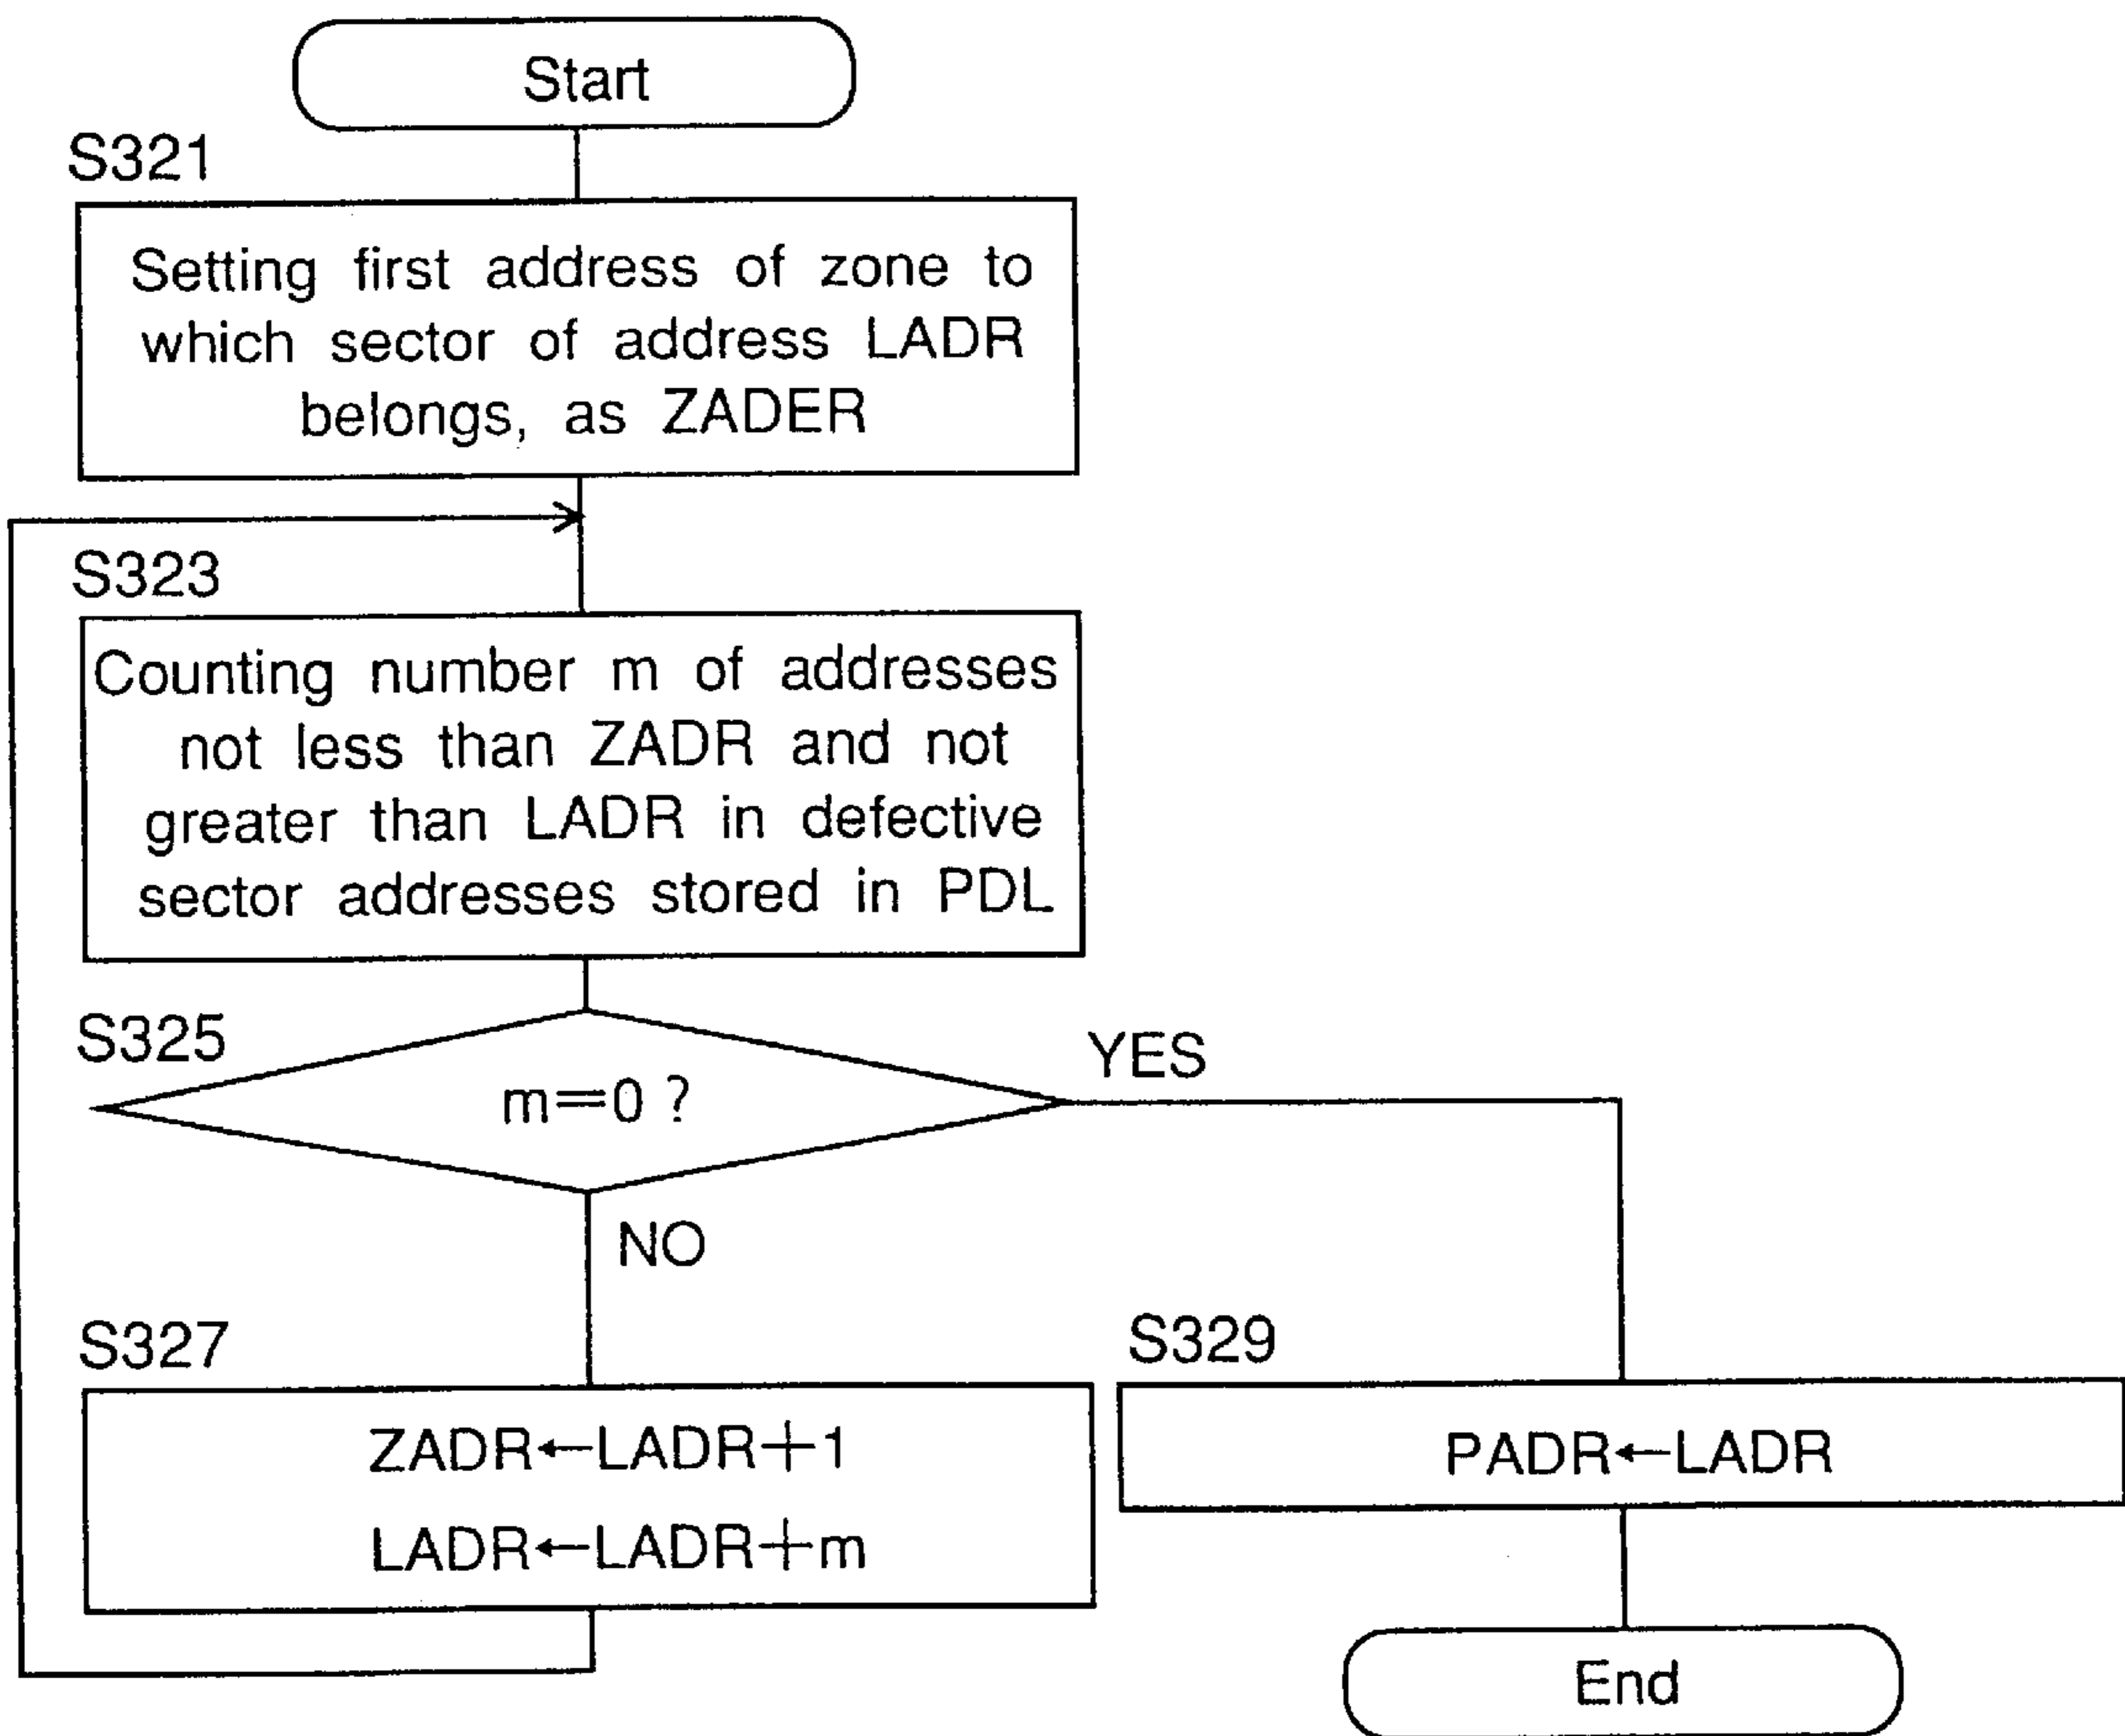 Start
S321
Setting first address of zone to
which sector of address LADR
belongs, as ZADER
S323
Counting number m of addresses
not less than ZADR and not
greater than LADR in defective
sector addresses stored in PDL
S325
m=0 ?
YES
NO
S327
ZADR←LADR+1
LADR←LADR+m
S329
PADR←LADR
End